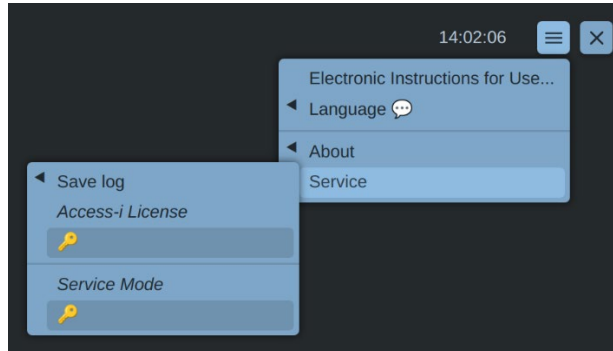 14:02:06
Electronic Instructions for Use...
Language 💬
About
Service
Save log
Access-i License
Service Mode